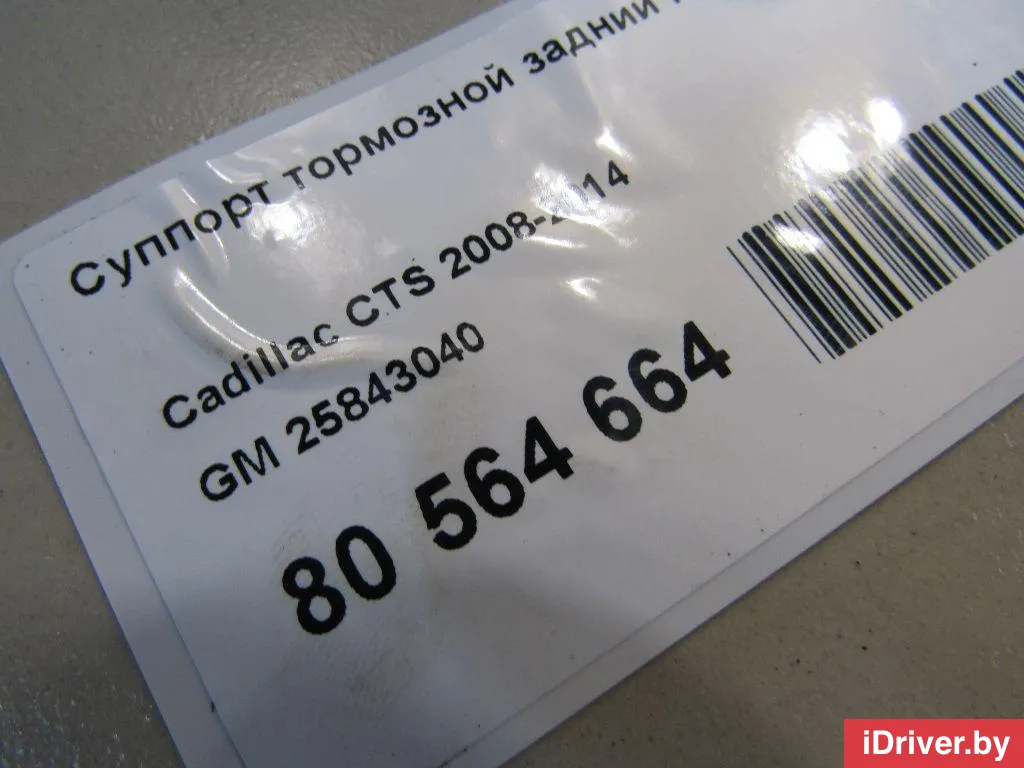 Суппорт тормозной задний
Cadillac CTS 2008-2014
GM 25843040
80 564 664
iDriver.by